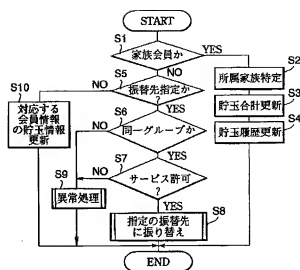 START
S1
家族会員か
YES
NO
S2
所属家族特定
S3
貯玉合計更新
S4
貯玉履歴更新
S5
振替先指定か
?
NO
YES
S10
対応する
会員情報
の貯玉情報
更新
S6
同一グループか
NO
YES
S7
サービス許可
?
NO
YES
S9
異常処理
S8
指定の振替先
に振り替え
END